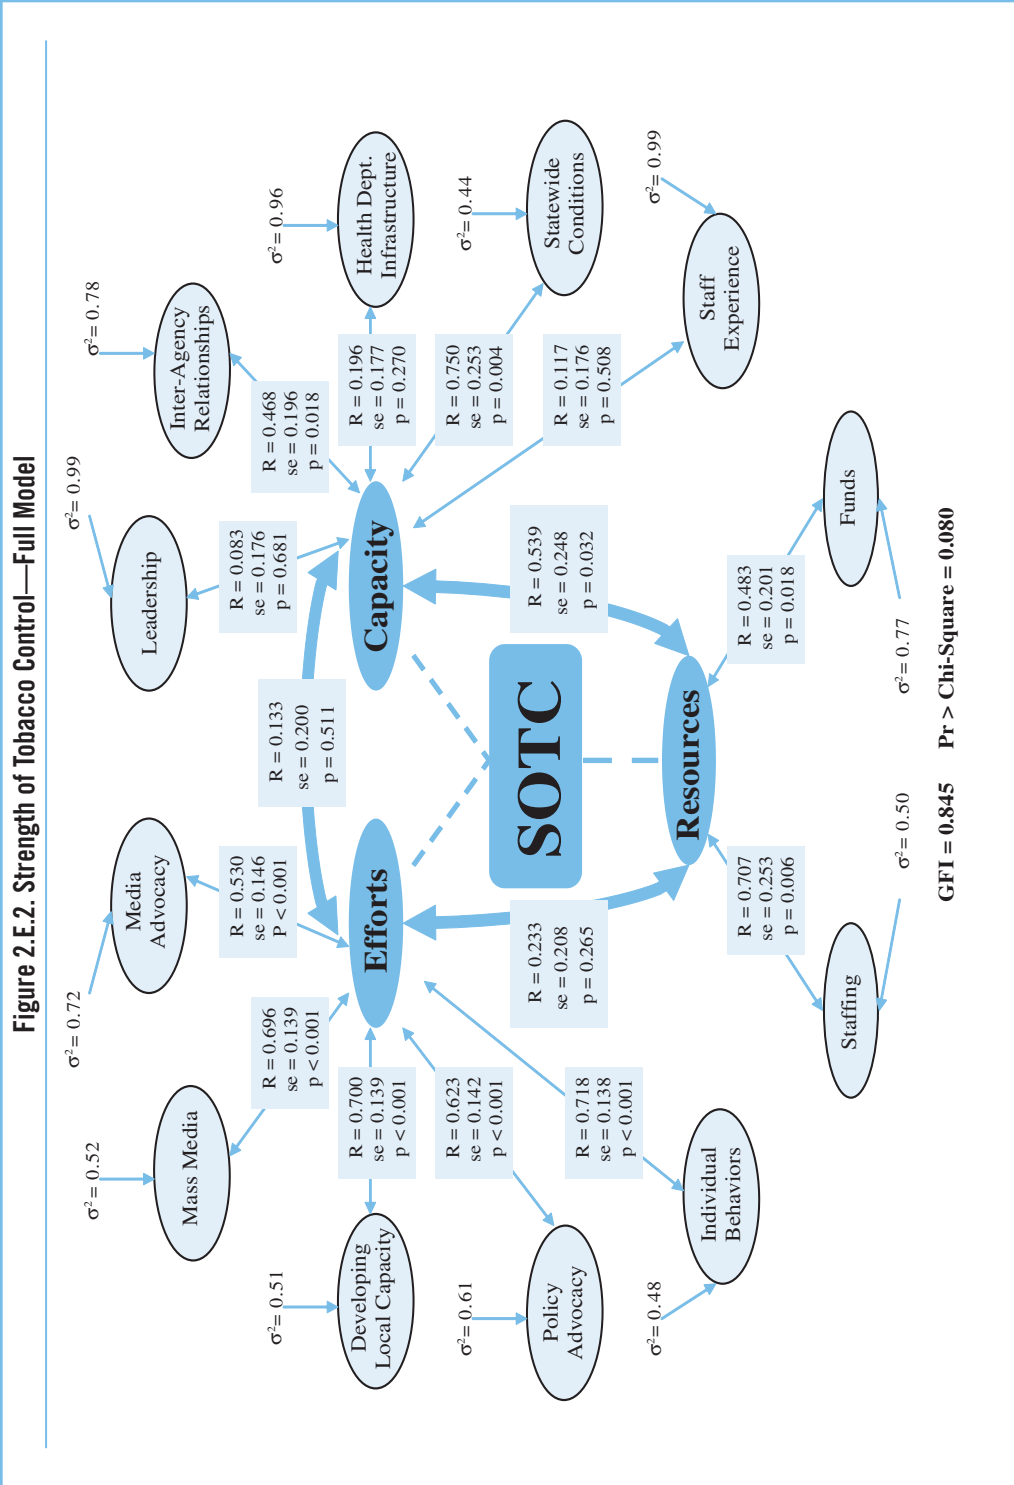 Figure 2.E.2. Strength of Tobacco Control—Full Model
σ²= 0.72
σ²= 0.99
σ²= 0.52
σ²= 0.78
Media
Advocacy
Leadership
Mass Media
Inter-Agency
Relationships
R = 0.530
se = 0.146
P < 0.001
R = 0.083
se = 0.176
p = 0.681
R = 0.696
se = 0.139
p < 0.001
R = 0.133
se = 0.200
p = 0.511
R = 0.468
se = 0.196
p = 0.018
σ²= 0.51
σ²= 0.96
Developing
Local Capacity
R = 0.700
se = 0.139
p < 0.001
Efforts
Capacity
R = 0.196
se = 0.177
p = 0.270
Health Dept.
Infrastructure
σ²= 0.61
σ²= 0.44
R = 0.623
se = 0.142
p < 0.001
R = 0.750
se = 0.253
p = 0.004
Policy
Advocacy
R = 0.233
se = 0.208
p = 0.265
SOTC
R = 0.539
se = 0.248
p = 0.032
Statewide
Conditions
R = 0.718
se = 0.138
p < 0.001
R = 0.117
se = 0.176
p = 0.508
σ²= 0.48
σ²= 0.99
Individual
Behaviors
Resources
Staff
Experience
R = 0.707
se = 0.253
p = 0.006
R = 0.483
se = 0.201
p = 0.018
Staffing
Funds
σ²= 0.50
σ²= 0.77
GFI = 0.845 Pr > Chi-Square = 0.080